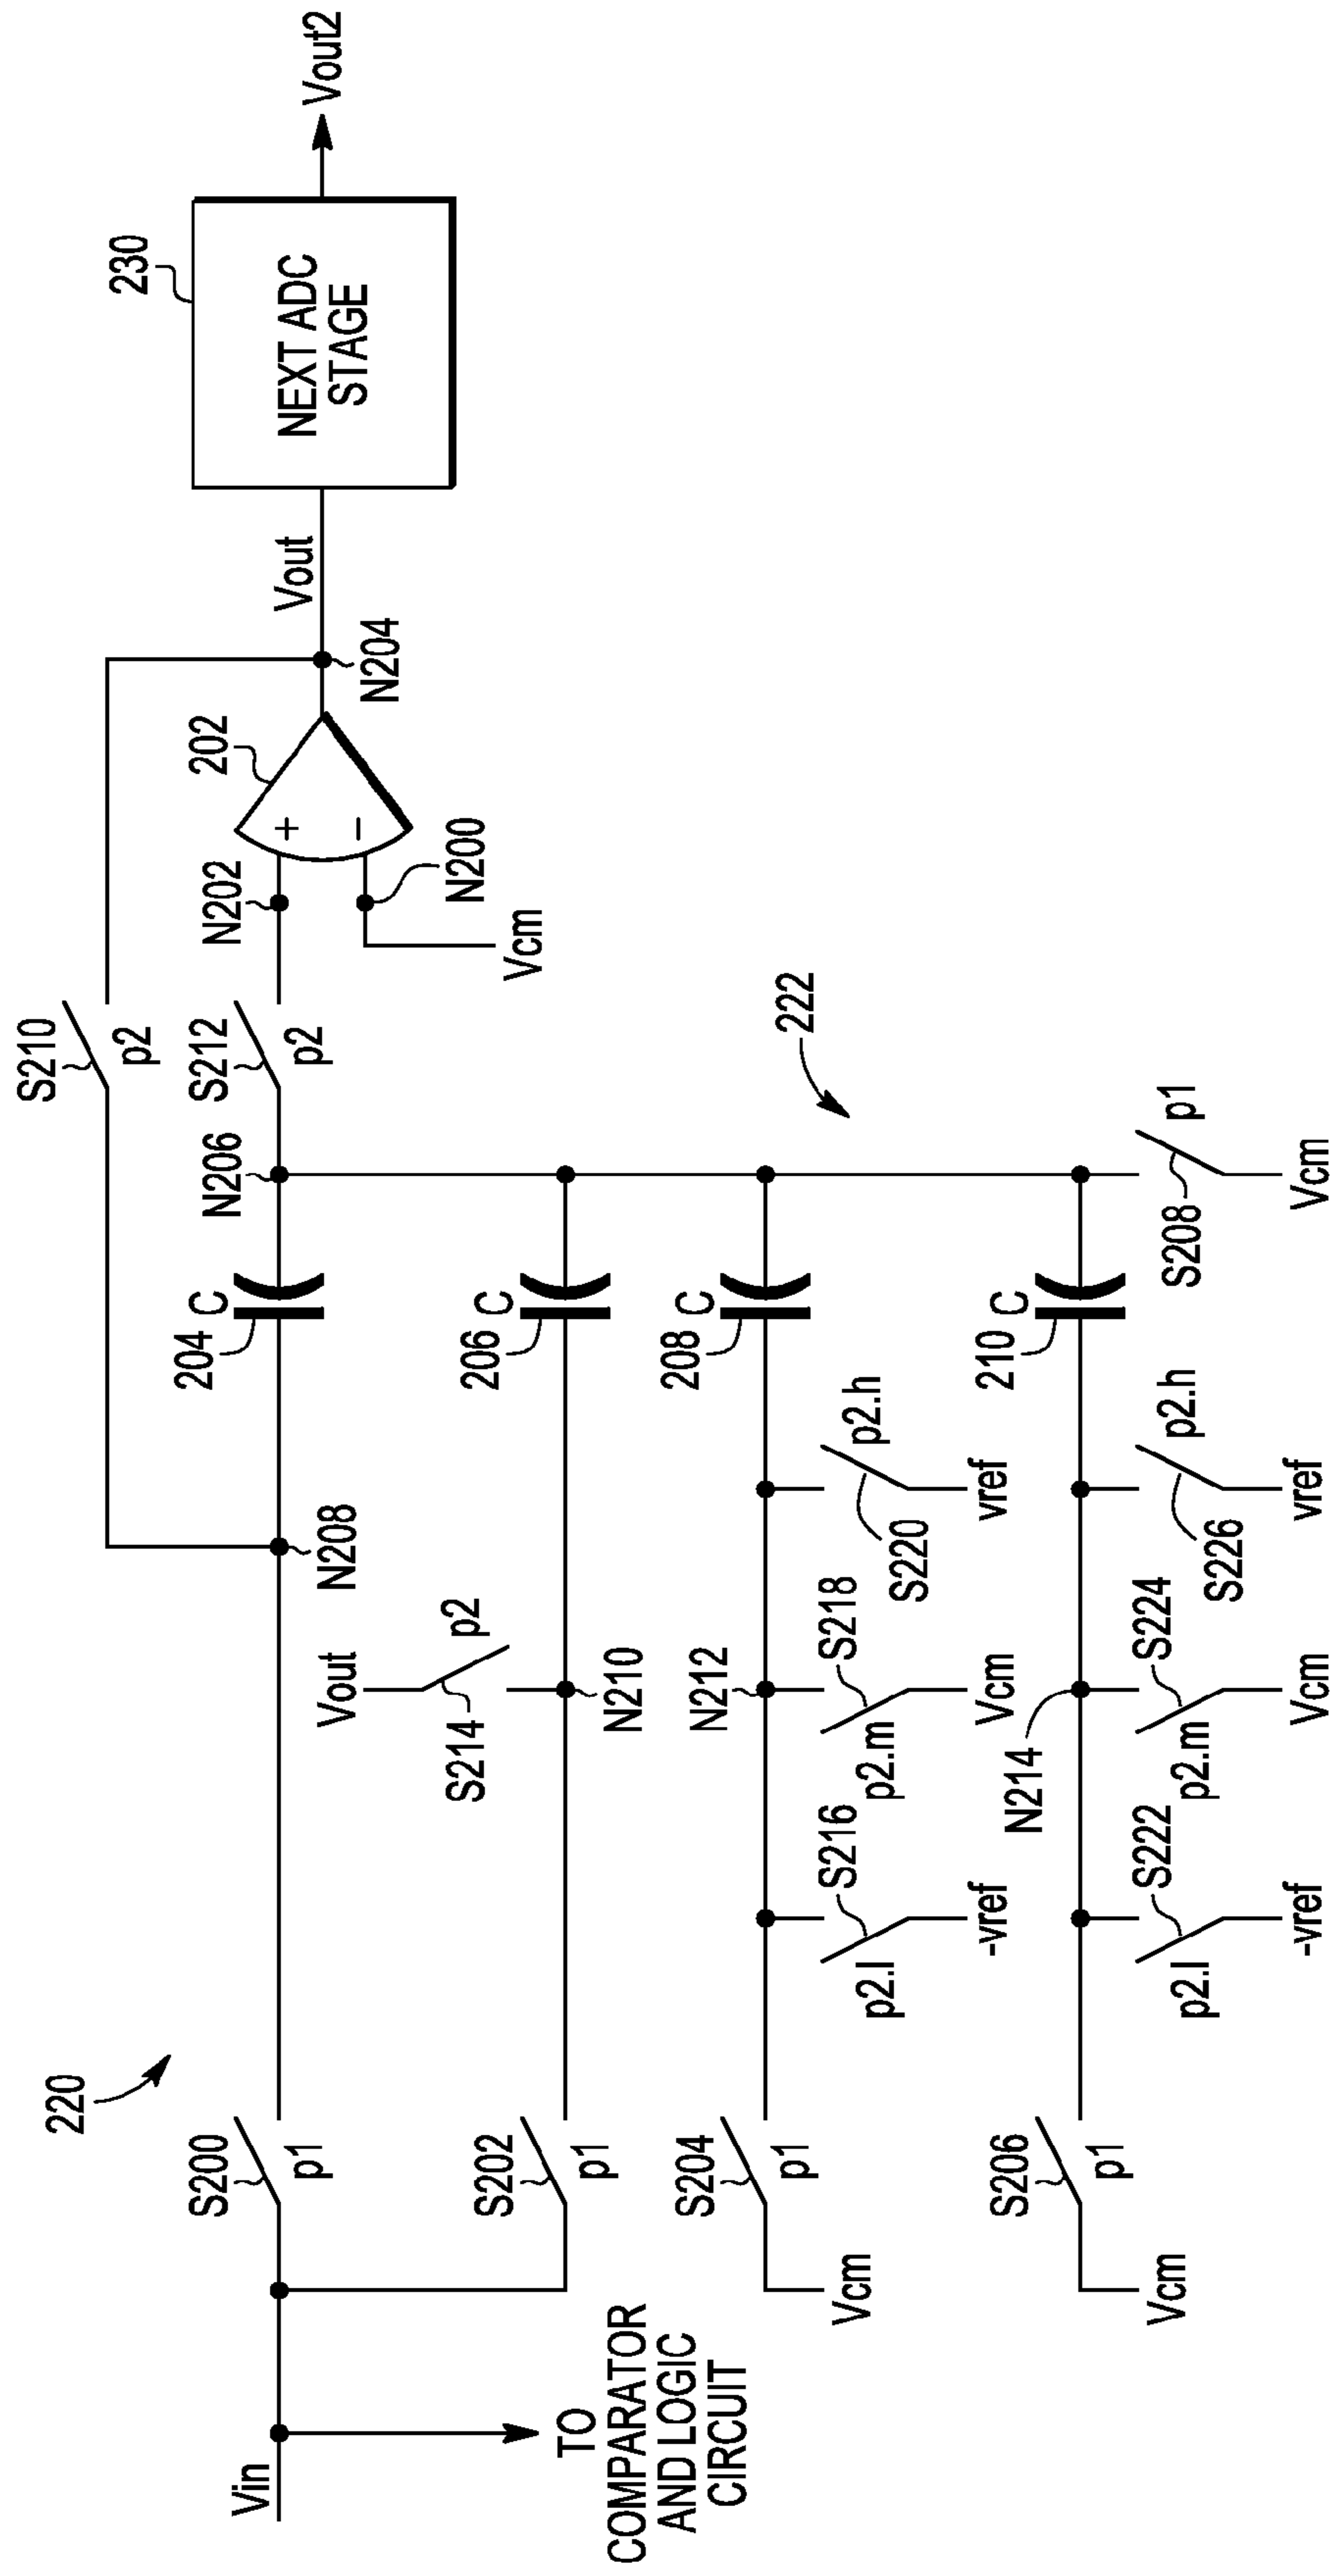 220
S210
p2
230
NEXT ADC
STAGE
Vout2
Vout
202
+
−
N204
N202
N200
Vcm
S212
p2
N206
204
C
N208
Vin
S200
p1
TO
COMPARATOR
AND LOGIC
CIRCUIT
S202
p1
Vout
S214
p2
N210
206
C
222
S204
p1
Vcm
N212
S216
p2.l
-vref
S218
p2.m
Vcm
S220
p2.h
vref
208
C
S206
p1
Vcm
N214
S222
p2.l
-vref
S224
p2.m
Vcm
S226
p2.h
vref
210
C
S208
p1
Vcm